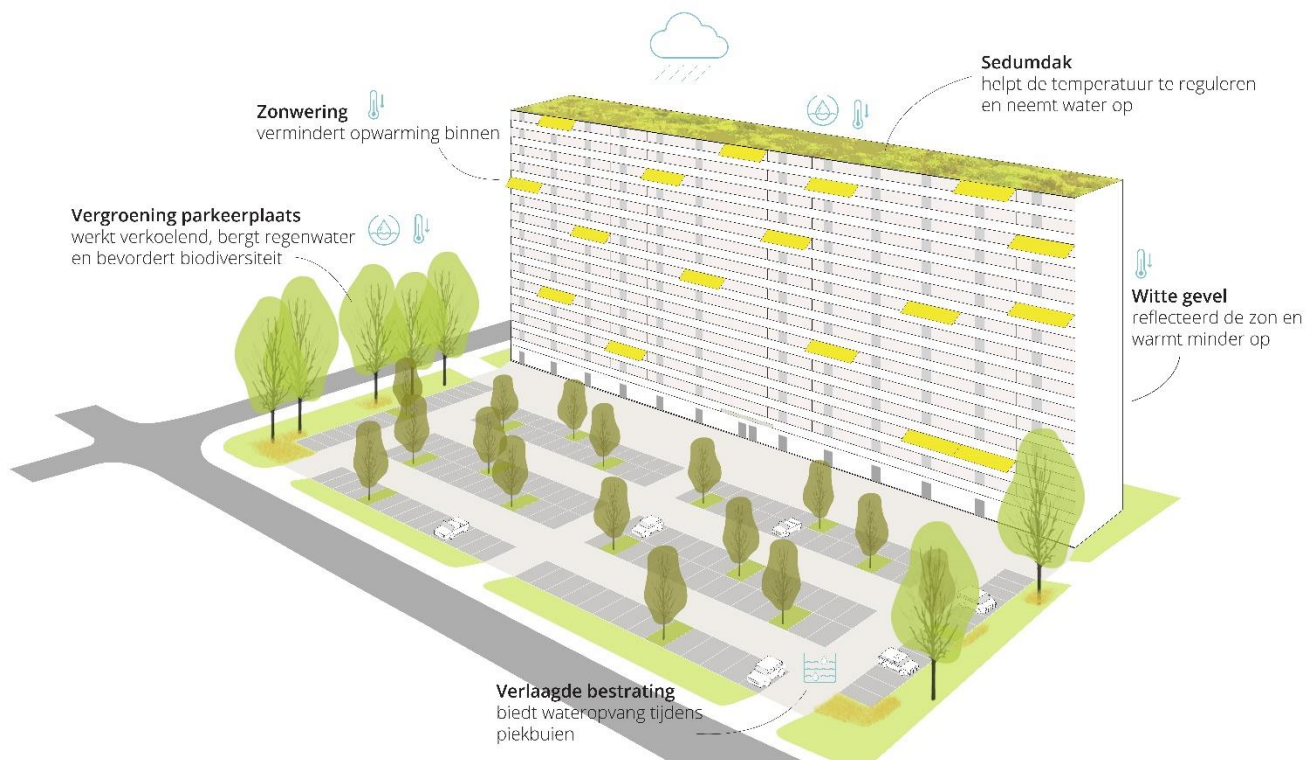 Sedumdak
helpt de temperatuur te reguleren
en neemt water op
Zonwering
vermindert opwarming binnen
Vergroening parkeerplaats
werkt verkoelend, bergt regenwater
en bevordert biodiversiteit
Witte gevel
reflecteerd de zon en
warmt minder op
Verlaagde bestrating
biedt wateropvang tijdens
piekbuien